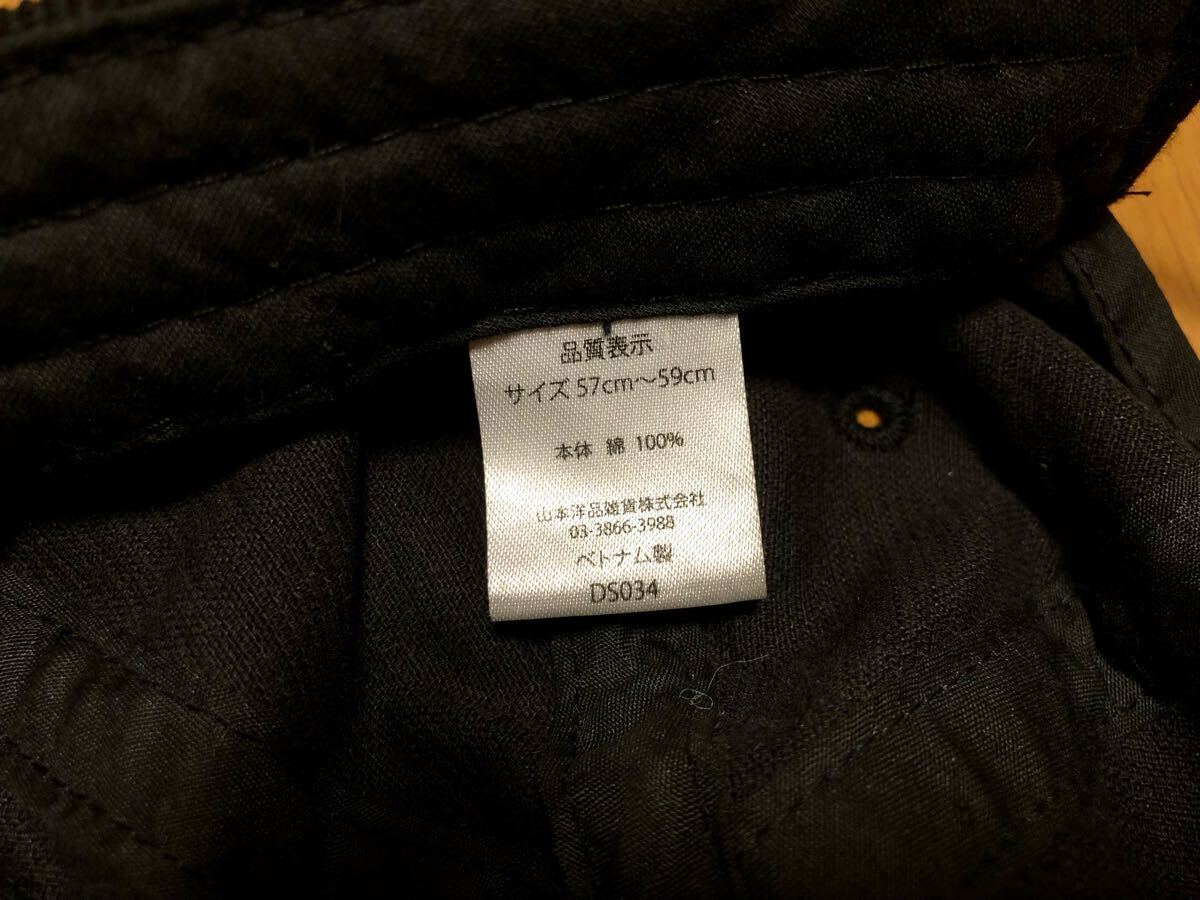 品質表示
サイズ 57cm～59cm
本体 綿 100%
山本洋品雑貨株式会社
03-3866-3988
ベトナム製
DS034